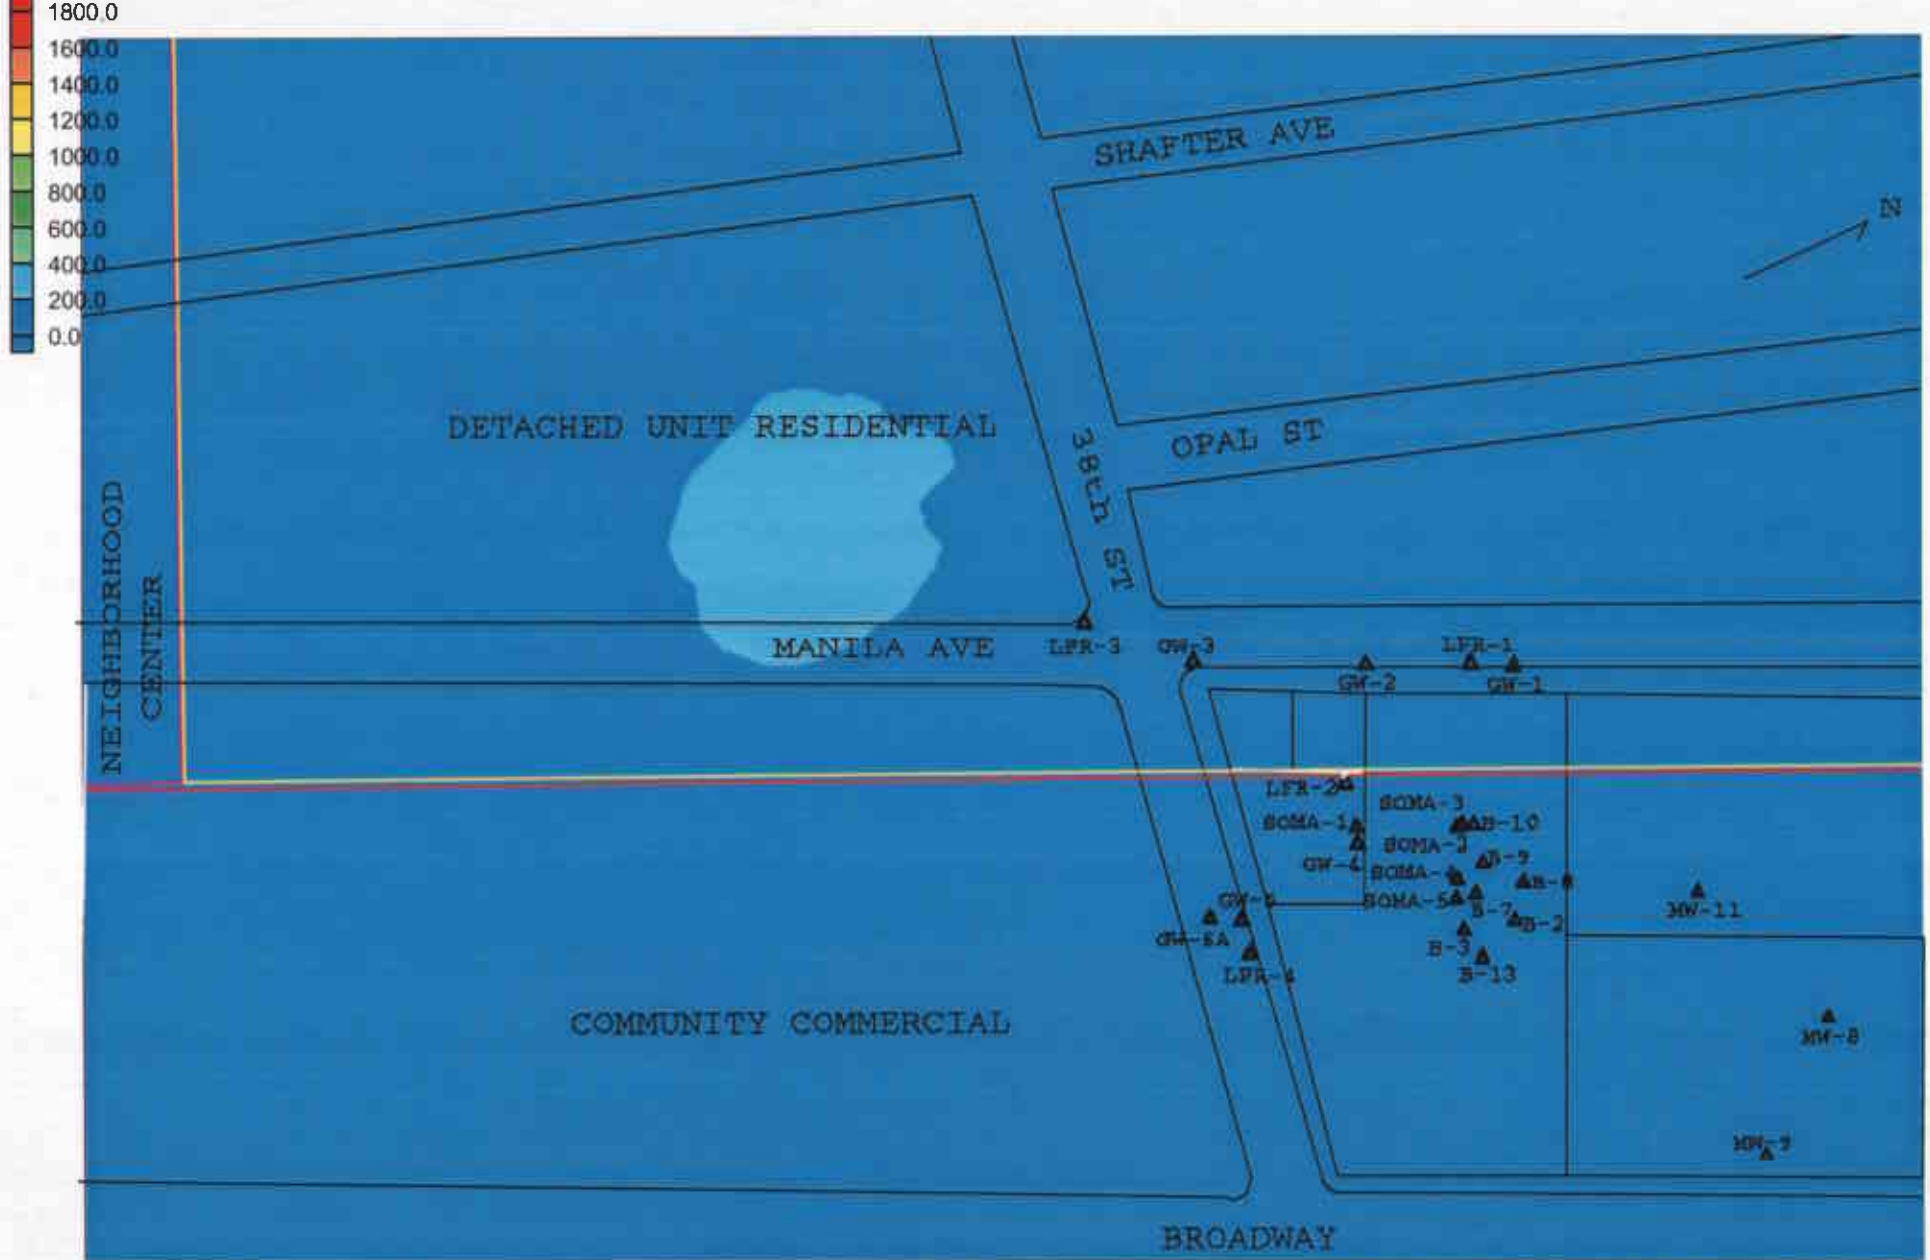 1800.0
1600.0
1400.0
1200.0
1000.0
800.0
600.0
400.0
200.0
0.0
SHAFTER AVE
N
DETACHED UNIT RESIDENTIAL
OPAL ST
38th ST
NEIGHBORHOOD
CENTER
MANILA AVE
LFR-3
GW-3
LFR-1
GW-2
GW-1
LFR-2
SOMA-3
SOMA-1
B-10
SOMA-2
GW-4
B-9
SOMA-4
B-8
SOMA-5
B-7
MW-11
GW-5
B-2
GW-6A
B-3
LFR-4
B-13
COMMUNITY COMMERCIAL
MW-8
MW-9
BROADWAY